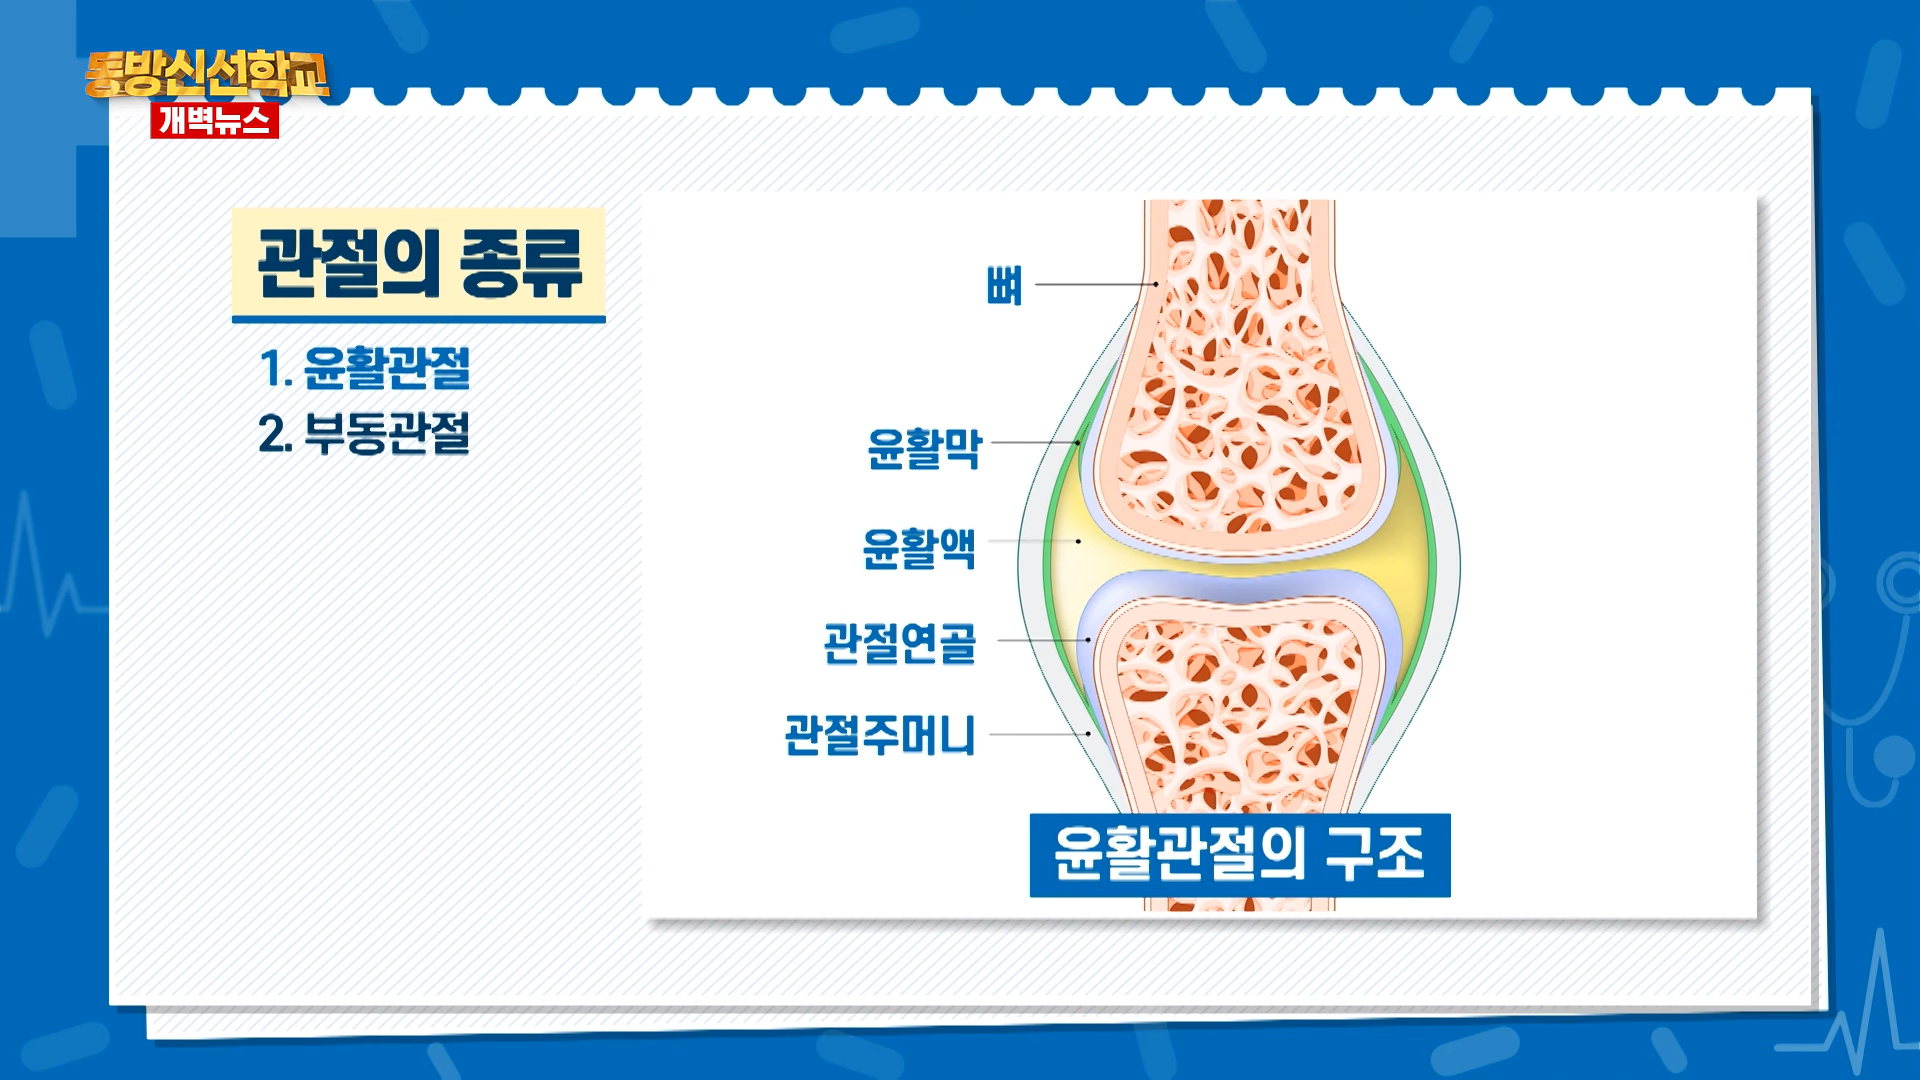 동방신선학교
개벽뉴스
관절의 종류
1. 윤활관절
2. 부동관절
뼈
윤활막
윤활액
관절연골
관절주머니
윤활관절의 구조